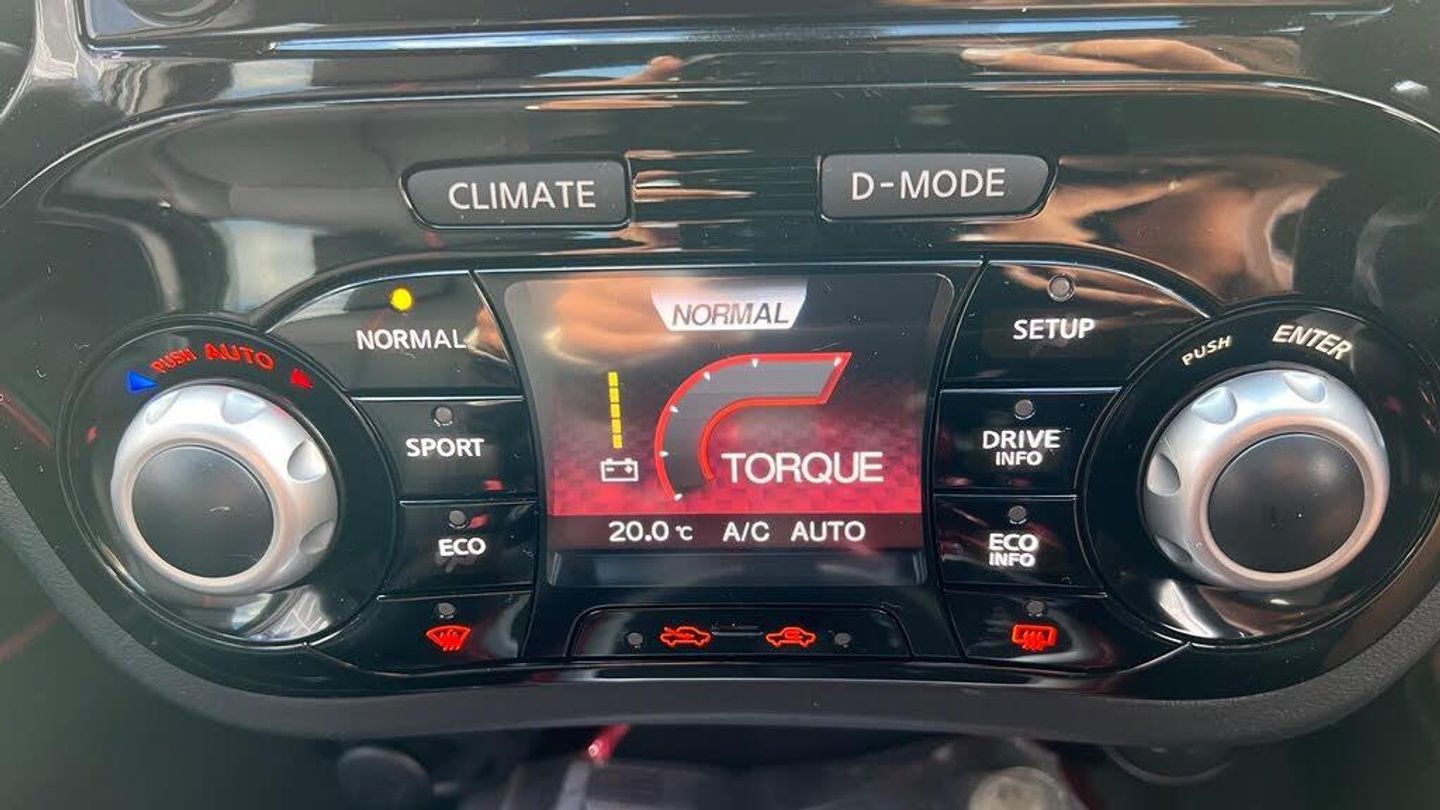 CLIMATE
D-MODE
NORMAL
PUSH AUTO
NORMAL
SETUP
PUSH ENTER
SPORT
DRIVE
INFO
TORQUE
ECO
20.0 °C A/C AUTO
ECO
INFO